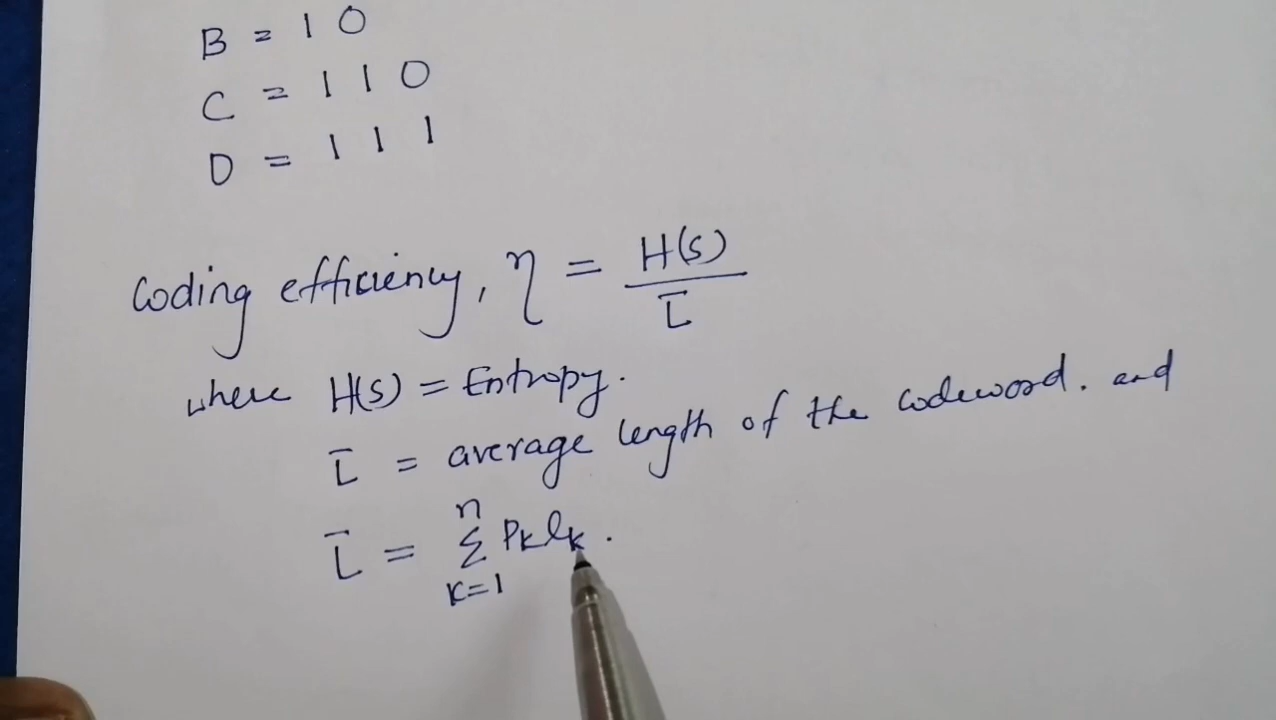 B = 1 0
C = 1 1 0
D = 1 1 1
Coding efficiency, η = H(S) / L̄
where H(S) = Entropy.
L̄ = average length of the codeword. and
L̄ = n Σ k=1 Pk lk.